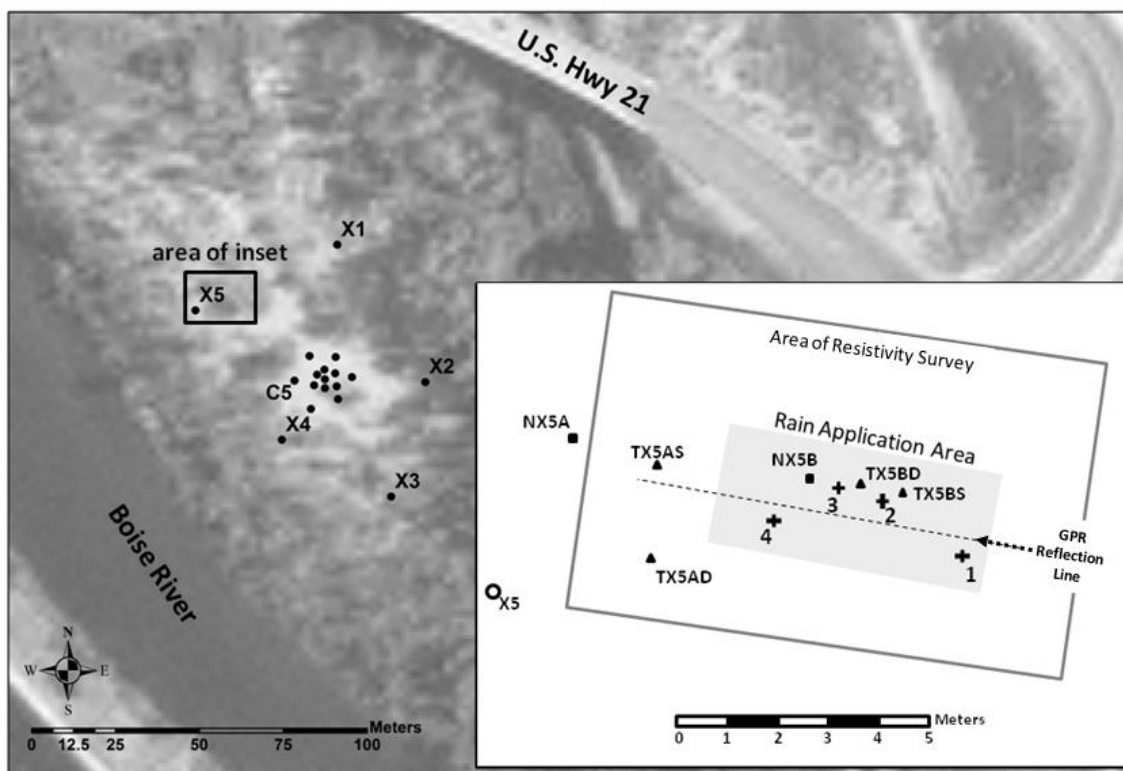 U.S. Hwy 21
X1
area of inset
X5
X2
C5
X4
X3
Boise River
N
W E
S
Meters
0 12.5 25 50 75 100
Area of Resistivity Survey
NX5A
Rain Application Area
TX5AS
NX5B
TX5BD
TX5BS
3
2
4
GPR
Reflection
Line
1
TX5AD
X5
Meters
0 1 2 3 4 5